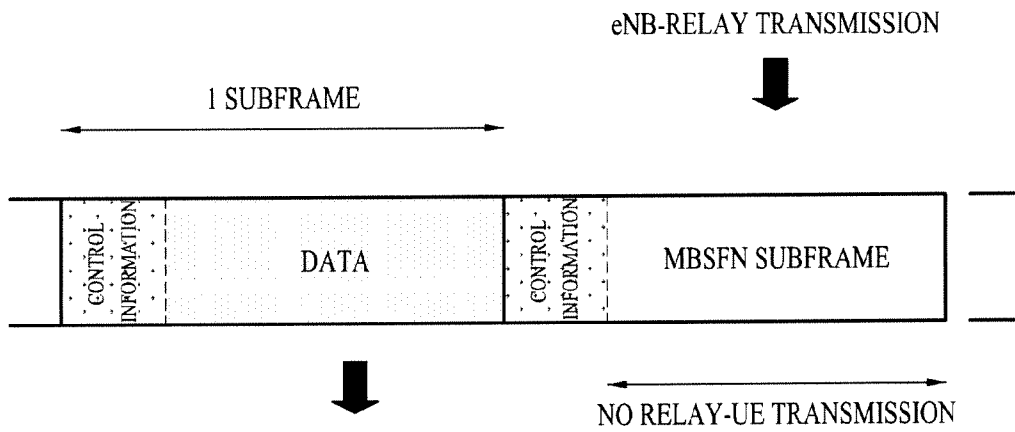 eNB-RELAY TRANSMISSION
1 SUBFRAME
CONTROL
INFORMATION
DATA
CONTROL
INFORMATION
MBSFN SUBFRAME
NO RELAY-UE TRANSMISSION